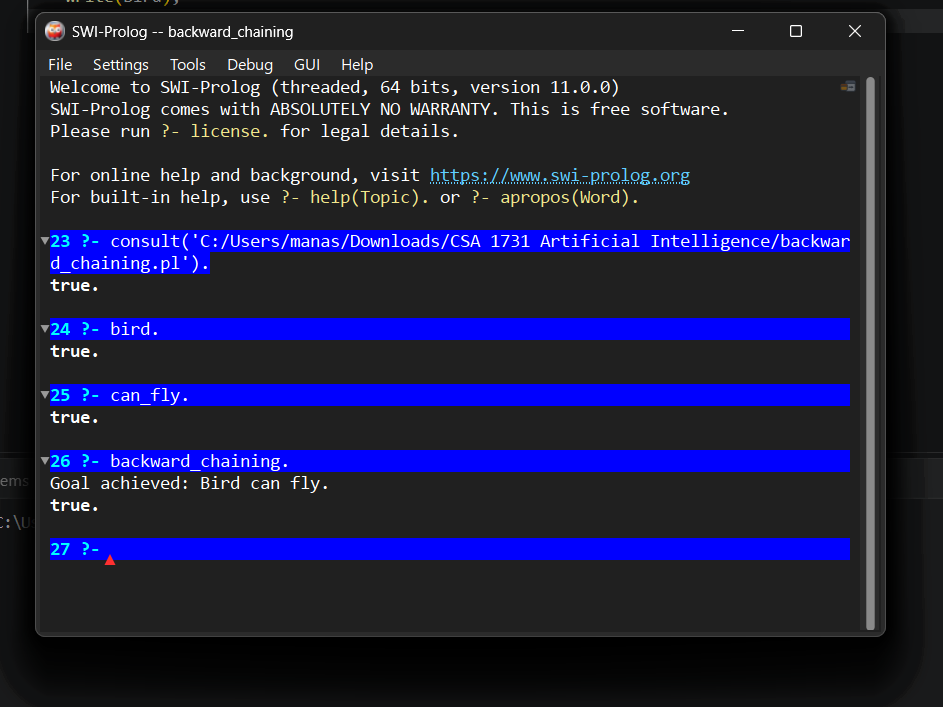 write(bird),
SWI-Prolog -- backward_chaining
File Settings Tools Debug GUI Help
Welcome to SWI-Prolog (threaded, 64 bits, version 11.0.0)
SWI-Prolog comes with ABSOLUTELY NO WARRANTY. This is free software.
Please run ?- license. for legal details.
For online help and background, visit https://www.swi-prolog.org
For built-in help, use ?- help(Topic). or ?- apropos(Word).
23 ?- consult('C:/Users/manas/Downloads/CSA 1731 Artificial Intelligence/backwar
d_chaining.pl').
true.
24 ?- bird.
true.
25 ?- can_fly.
true.
26 ?- backward_chaining.
Goal achieved: Bird can fly.
true.
27 ?-
ems
C:\Us